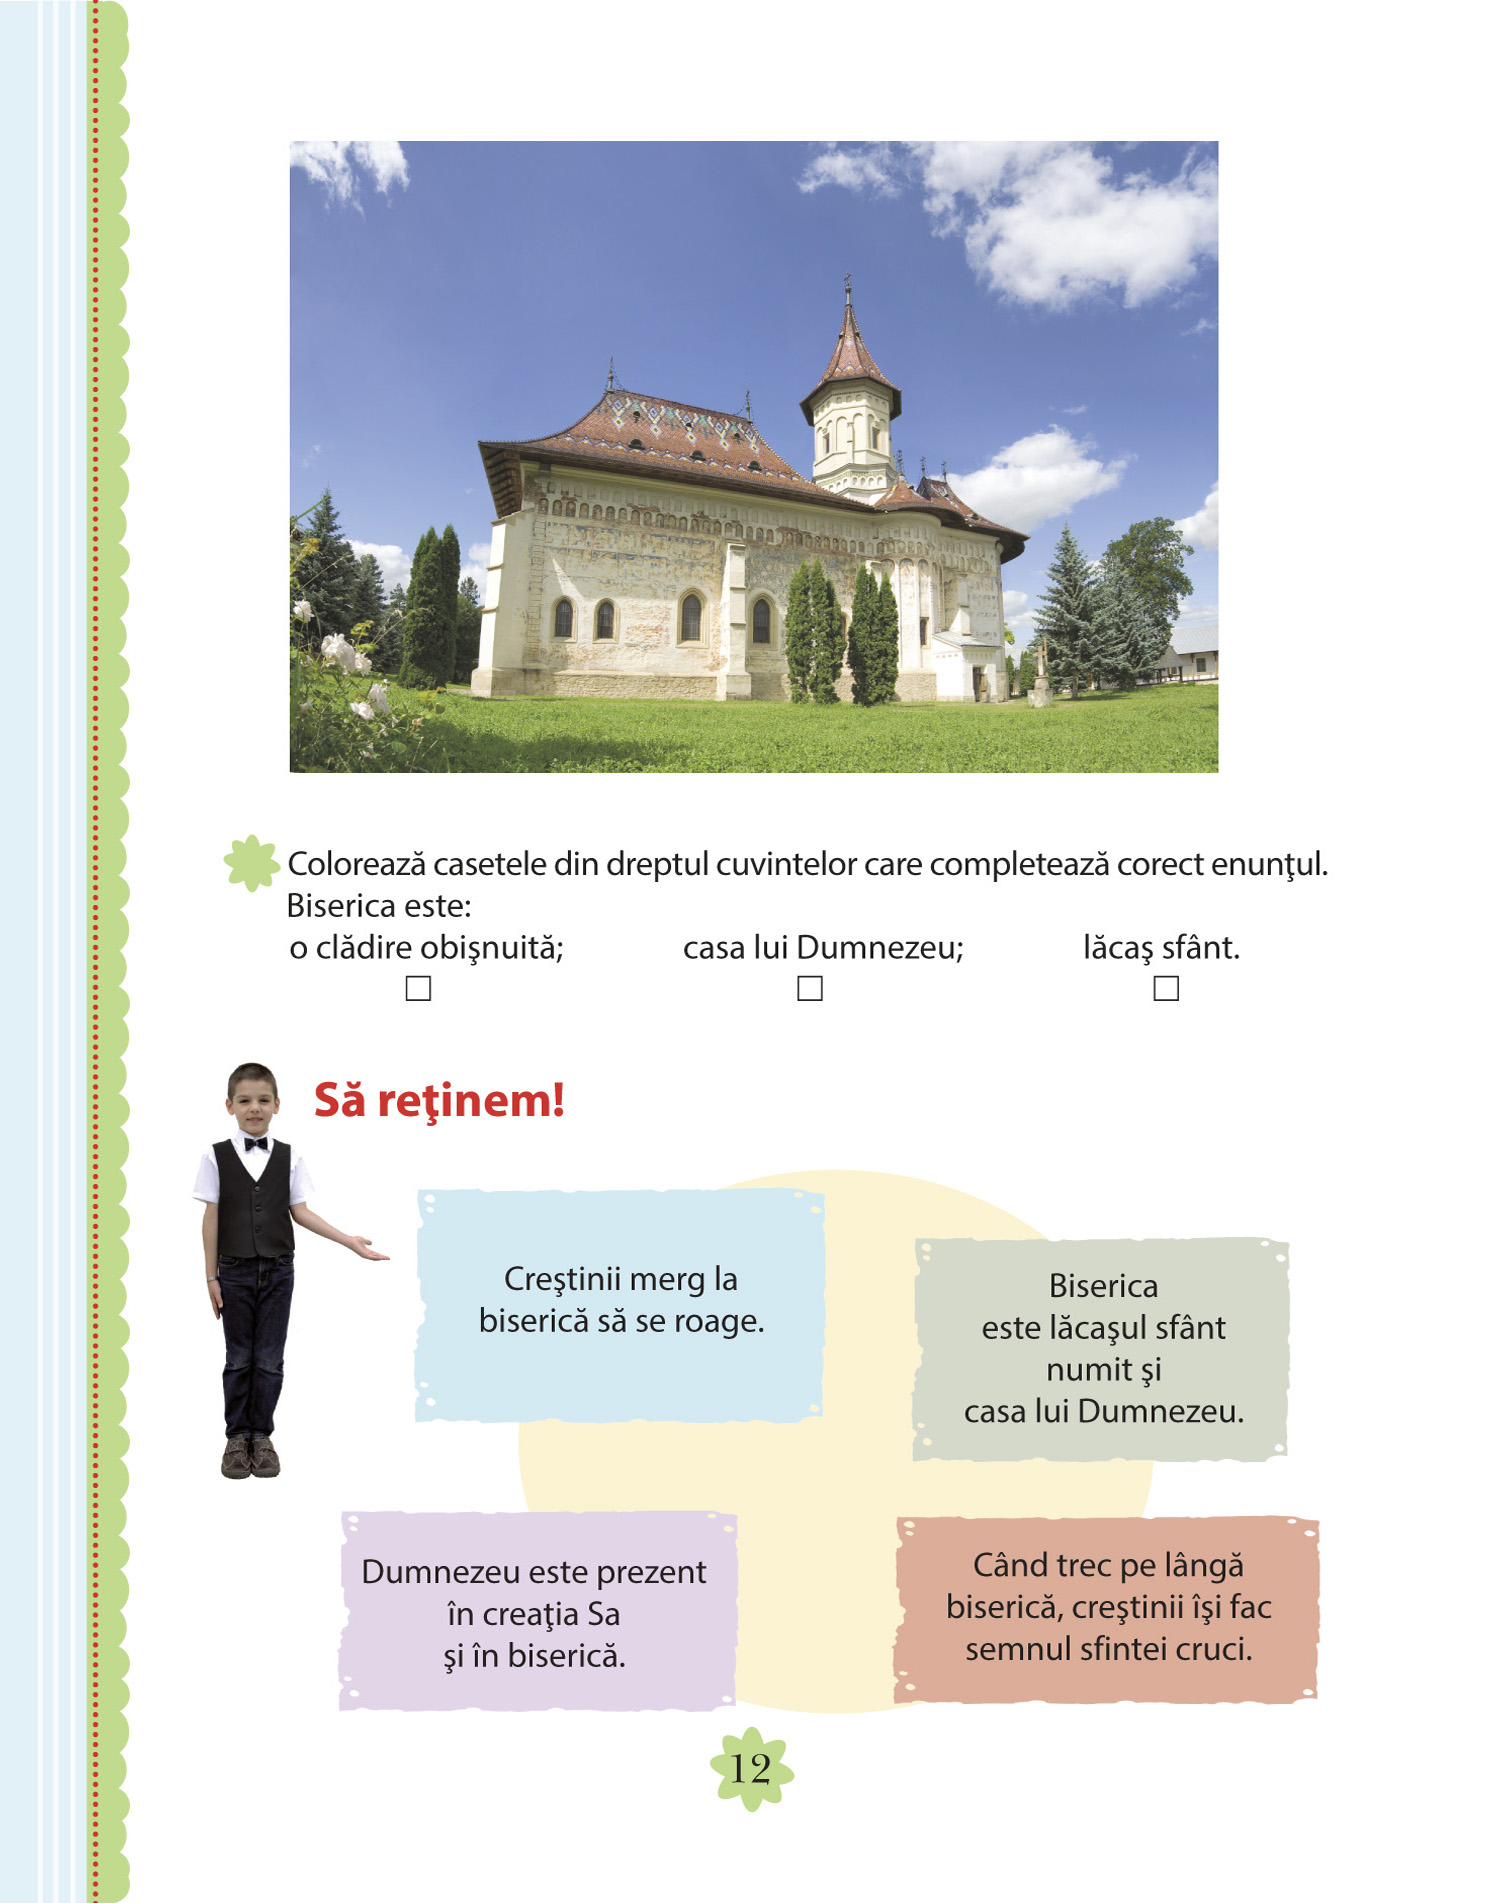 Colorează casetele din dreptul cuvintelor care completează corect enunţul.
Biserica este:
o clădire obişnuită; casa lui Dumnezeu; lăcaş sfânt.
Să reţinem!
Creştinii merg la
biserică să se roage.
Biserica
este lăcaşul sfânt
numit şi
casa lui Dumnezeu.
Dumnezeu este prezent
în creaţia Sa
şi în biserică.
Când trec pe lângă
biserică, creştinii îşi fac
semnul sfintei cruci.
12